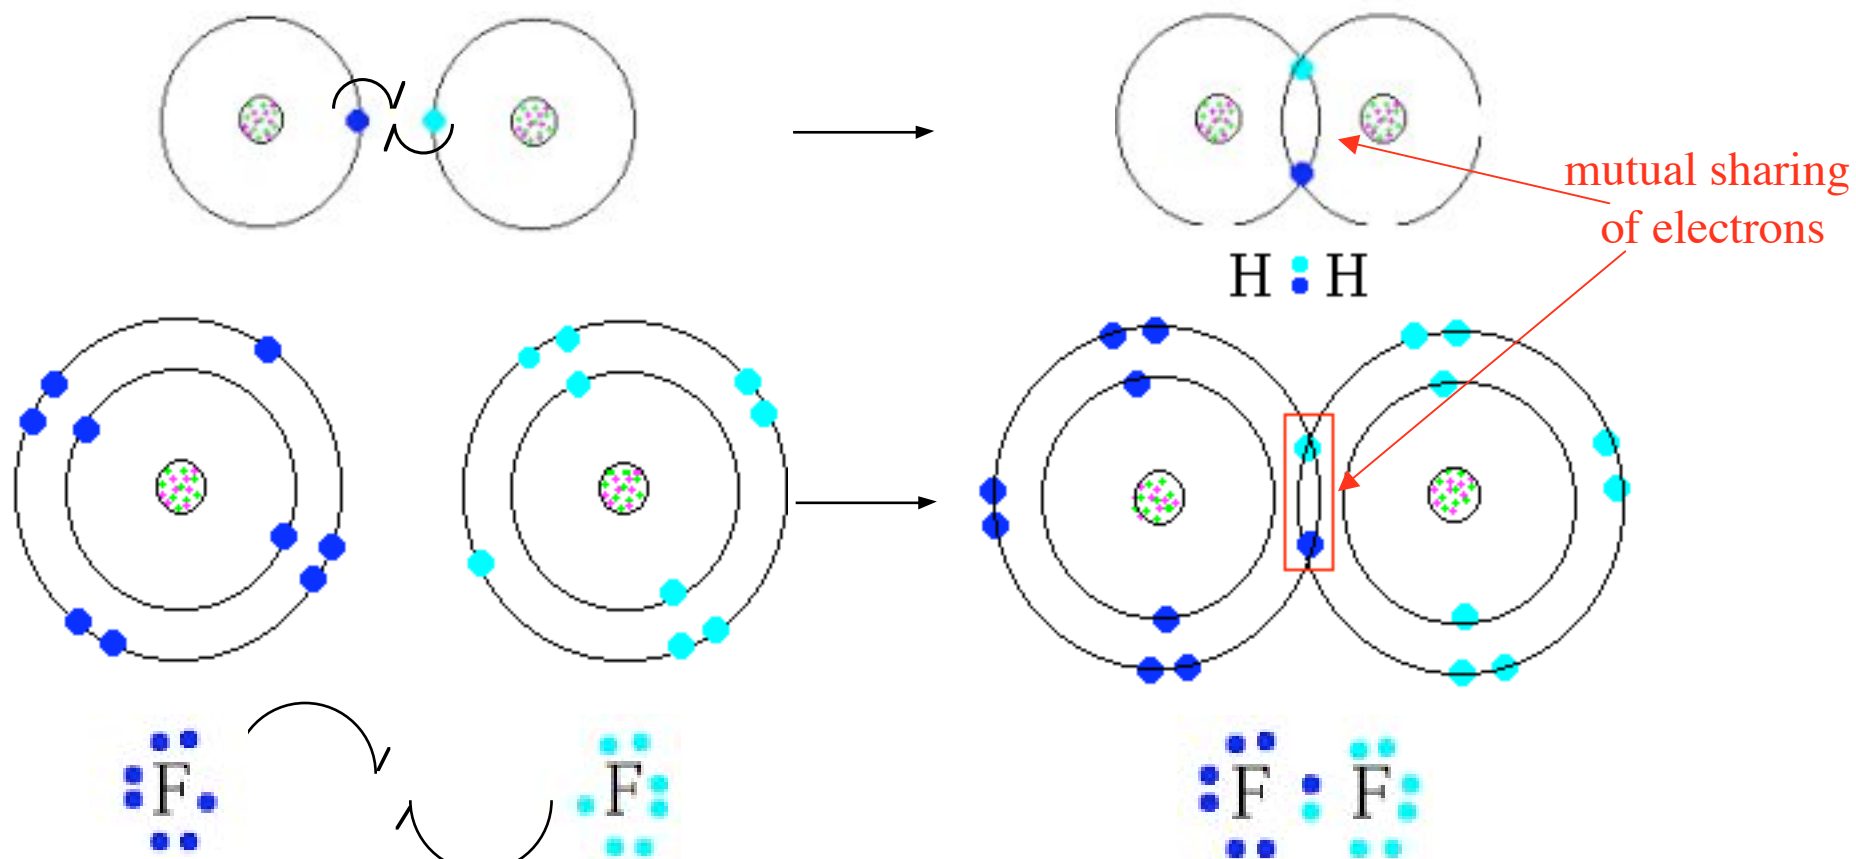 mutual sharing
of electrons
H : H
F
F
F F